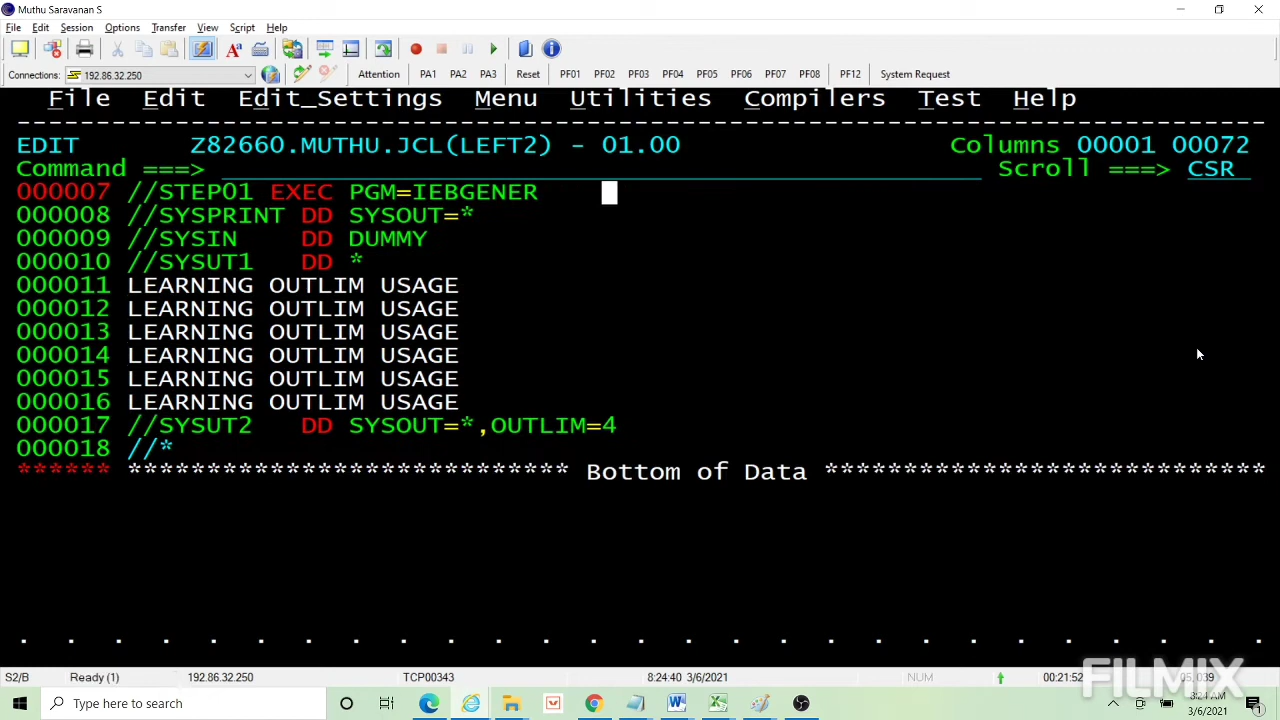 Muthu Saravanan S
File Edit Session Options Transfer View Script Help
Connections: 192.86.32.250 Attention PA1 PA2 PA3 Reset PF01 PF02 PF03 PF04 PF05 PF06 PF07 PF08 PF12 System Request
File Edit Edit_Settings Menu Utilities Compilers Test Help
-------------------------------------------------------------------------------
EDIT Z82660.MUTHU.JCL(LEFT2) - 01.00 Columns 00001 00072
Command ===> Scroll ===> CSR
000007 //STEP01 EXEC PGM=IEBGENER
000008 //SYSPRINT DD SYSOUT=*
000009 //SYSIN DD DUMMY
000010 //SYSUT1 DD *
000011 LEARNING OUTLIM USAGE
000012 LEARNING OUTLIM USAGE
000013 LEARNING OUTLIM USAGE
000014 LEARNING OUTLIM USAGE
000015 LEARNING OUTLIM USAGE
000016 LEARNING OUTLIM USAGE
000017 //SYSUT2 DD SYSOUT=*,OUTLIM=4
000018 //*
****** **************************** Bottom of Data ****************************
. . . . . . . . . . . . . . . . . . . . . . . . . . .
S2/B Ready (1) 192.86.32.250 TCP00343 8:24:40 3/6/2021 NUM 00:21:52 05,039
FILMIX
Type here to search
3/6/2021